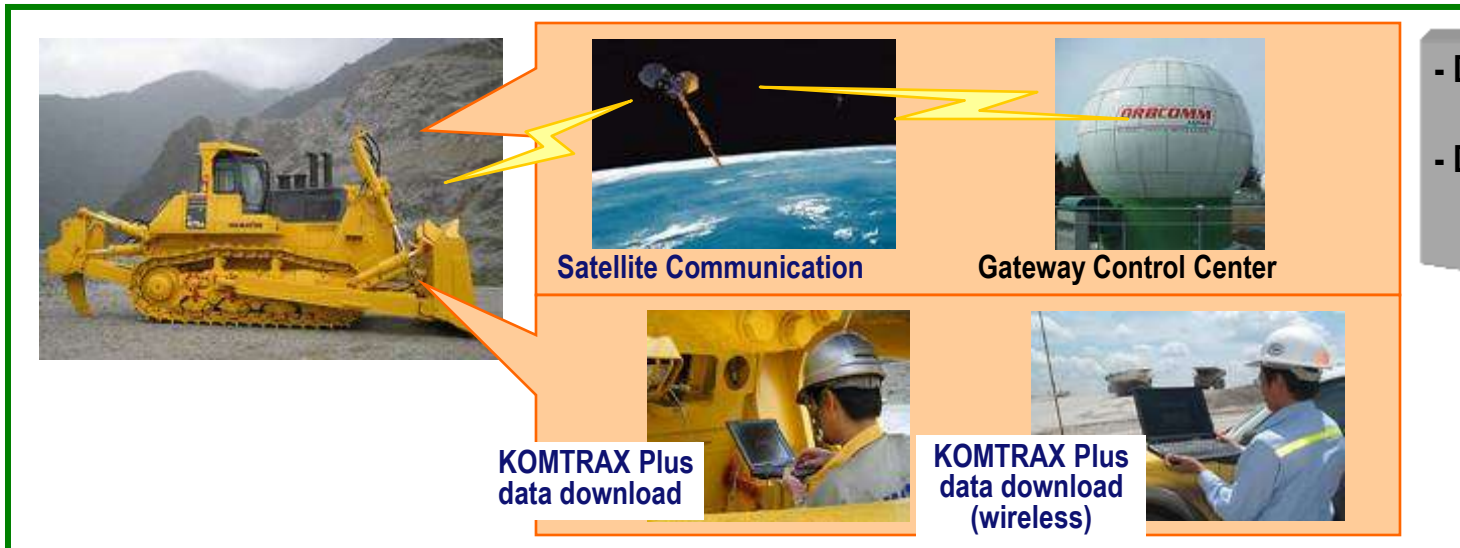 ORBCOMM
- D
- D
Satellite Communication
Gateway Control Center
KOMTRAX Plus
data download
KOMTRAX Plus
data download
(wireless)